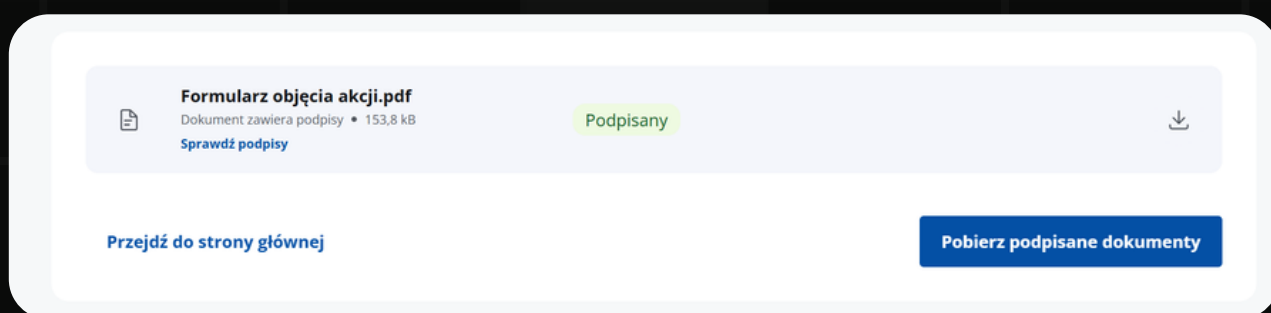 Formularz objęcia akcji.pdf
Dokument zawiera podpisy • 153,8 kB
Sprawdź podpisy
Podpisany
Przejdź do strony głównej
Pobierz podpisane dokumenty